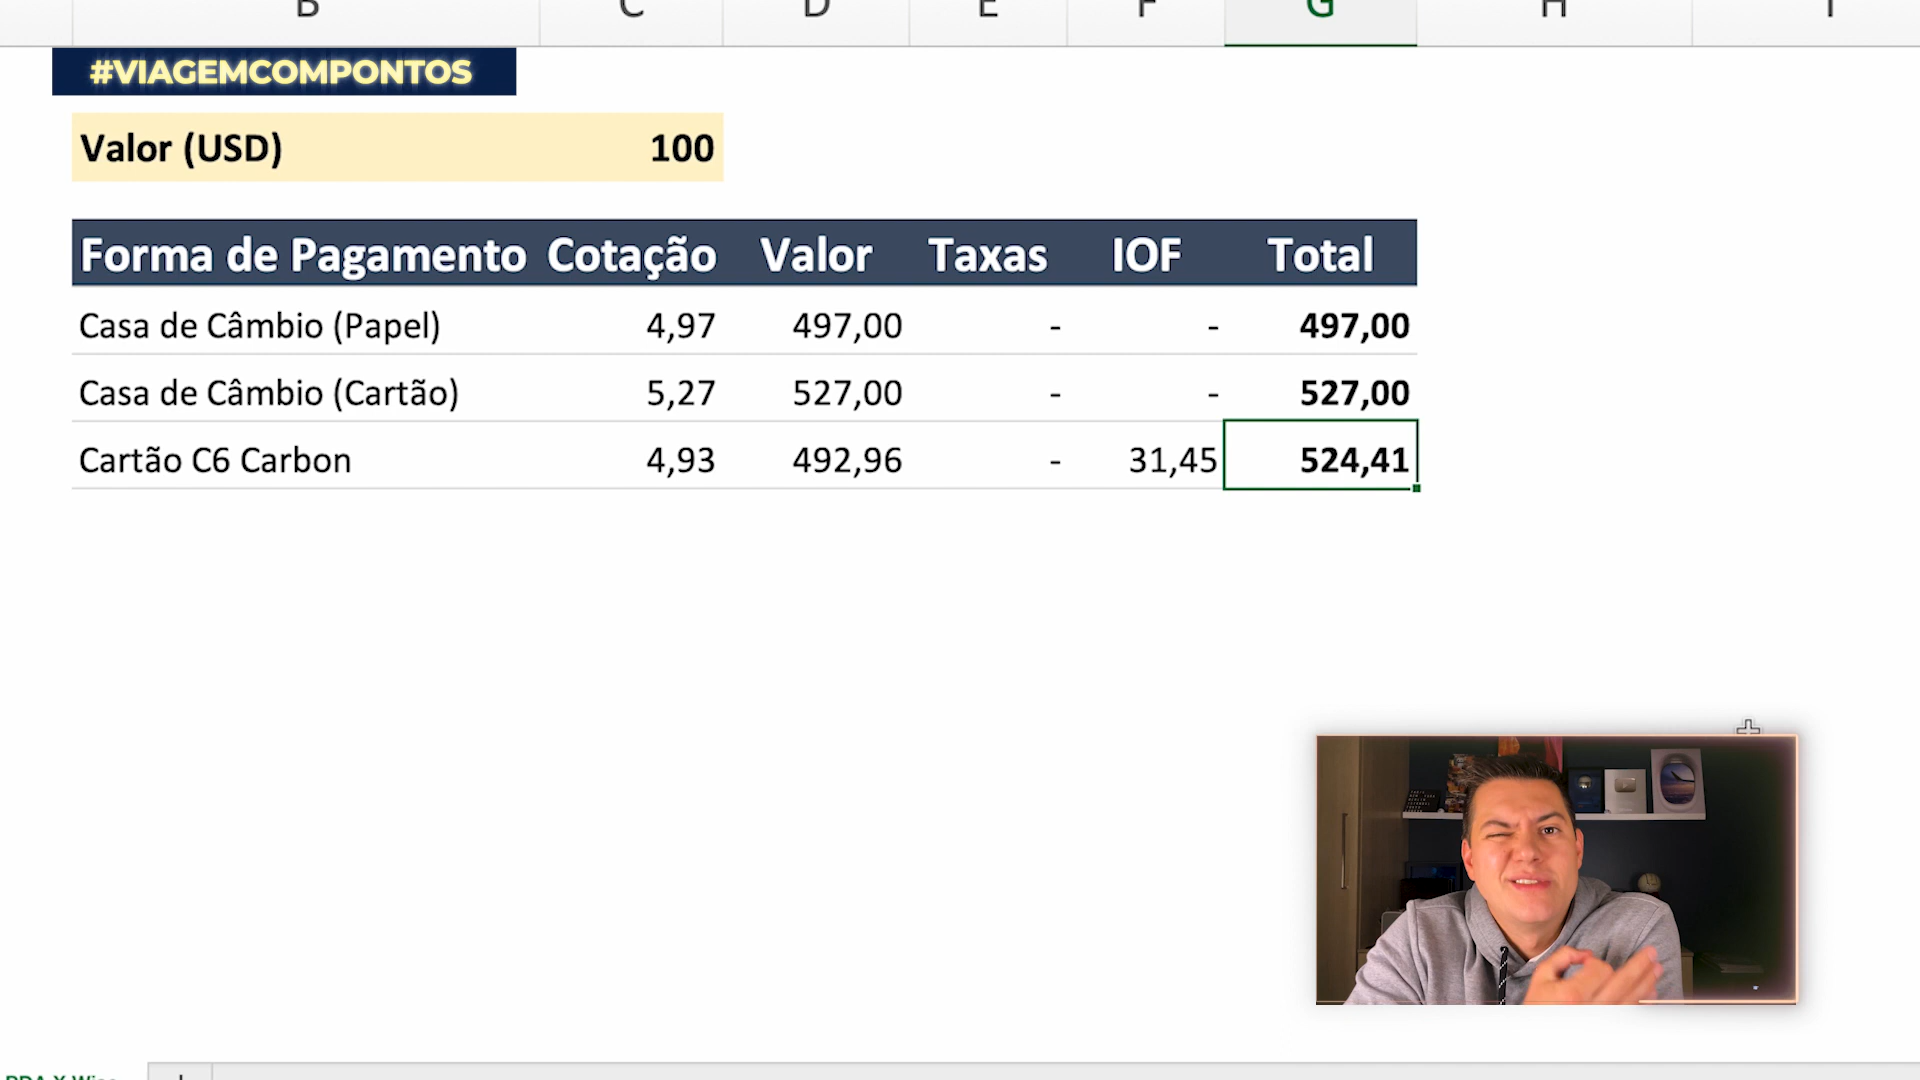 B C D E F G H I
#VIAGEMCOMPONTOS
Valor (USD) 100
Forma de Pagamento Cotação Valor Taxas IOF Total
Casa de Câmbio (Papel) 4,97 497,00 - - 497,00
Casa de Câmbio (Cartão) 5,27 527,00 - - 527,00
Cartão C6 Carbon 4,93 492,96 - 31,45 524,41